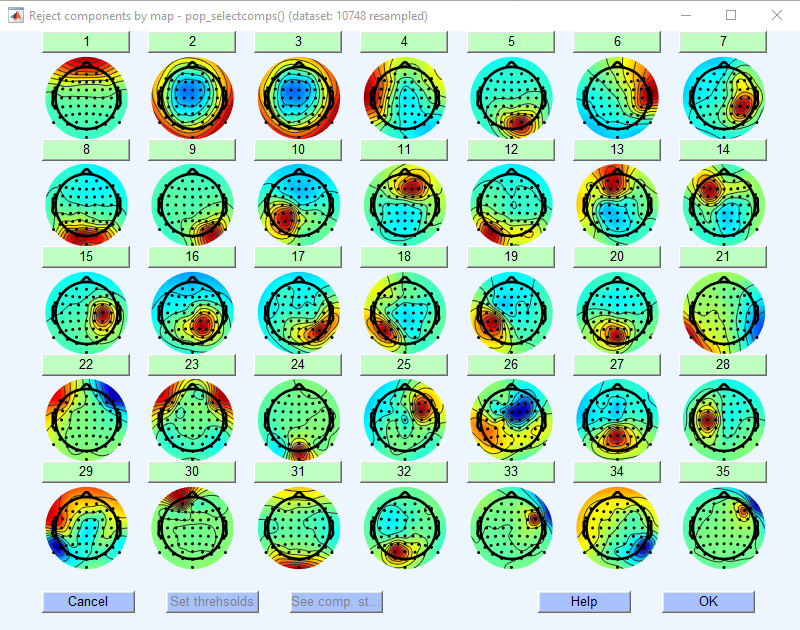 Reject components by map - pop_selectcomps() (dataset: 10748 resampled)
1 2 3 4 5 6 7
8 9 10 11 12 13 14
15 16 17 18 19 20 21
22 23 24 25 26 27 28
29 30 31 32 33 34 35
Cancel Set threhsolds See comp. st... Help OK